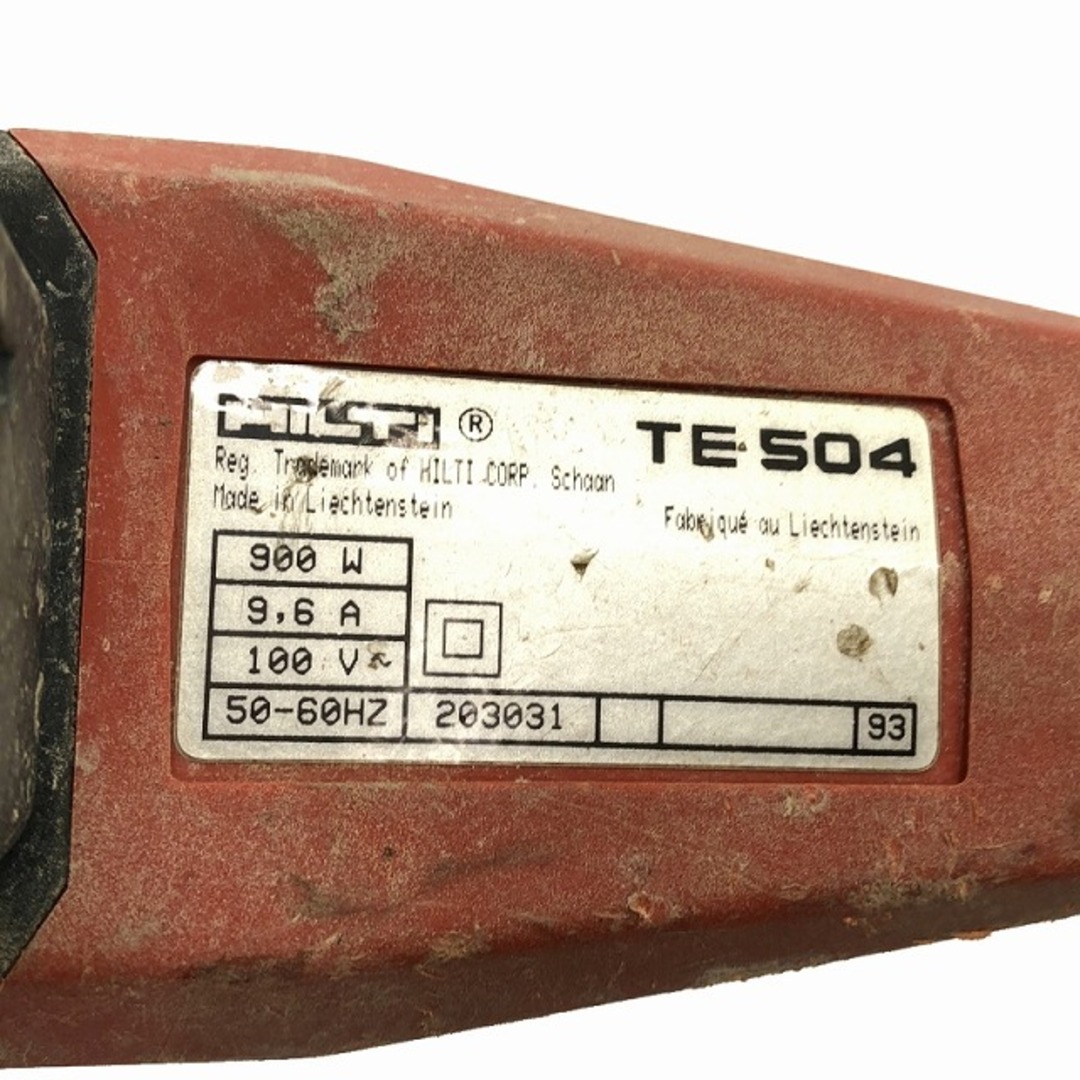 HILTI ® TE 504
Reg. Trademark of HILTI CORP. Schaan
Made in Liechtenstein
Fabriqué au Liechtenstein
900 W
9,6 A
100 V~
50-60HZ 203031 93